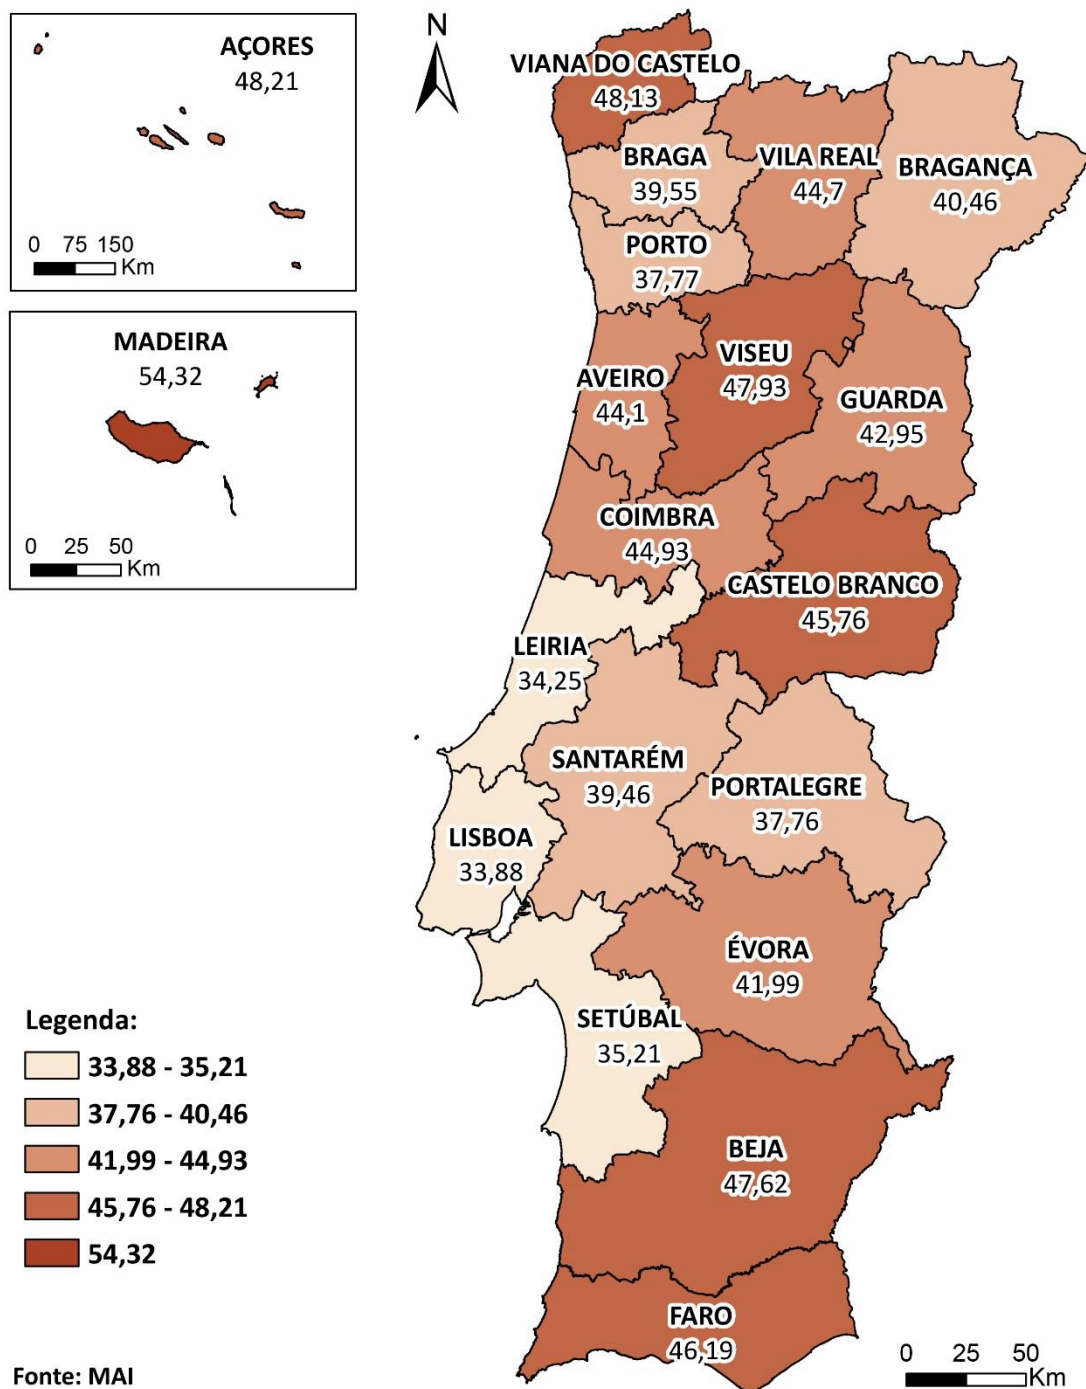 AÇORES
48,21
0 75 150
Km
MADEIRA
54,32
0 25 50
Km
N
VIANA DO CASTELO
48,13
BRAGA
39,55
VILA REAL
44,7
BRAGANÇA
40,46
PORTO
37,77
AVEIRO
44,1
VISEU
47,93
GUARDA
42,95
COIMBRA
44,93
CASTELO BRANCO
45,76
LEIRIA
34,25
SANTARÉM
39,46
PORTALEGRE
37,76
LISBOA
33,88
ÉVORA
41,99
SETÚBAL
35,21
BEJA
47,62
FARO
46,19
Legenda:
33,88 - 35,21
37,76 - 40,46
41,99 - 44,93
45,76 - 48,21
54,32
Fonte: MAI
0 25 50
Km